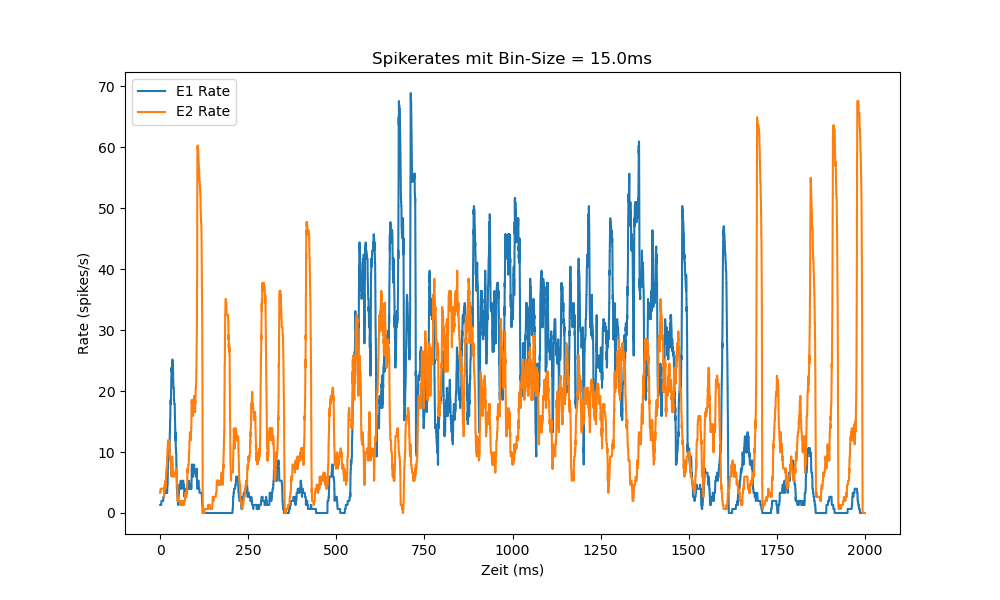 Spikerates mit Bin-Size = 15.0ms
E1 Rate
E2 Rate
70
60
50
40
30
20
10
0
Rate (spikes/s)
0 250 500 750 1000 1250 1500 1750 2000
Zeit (ms)